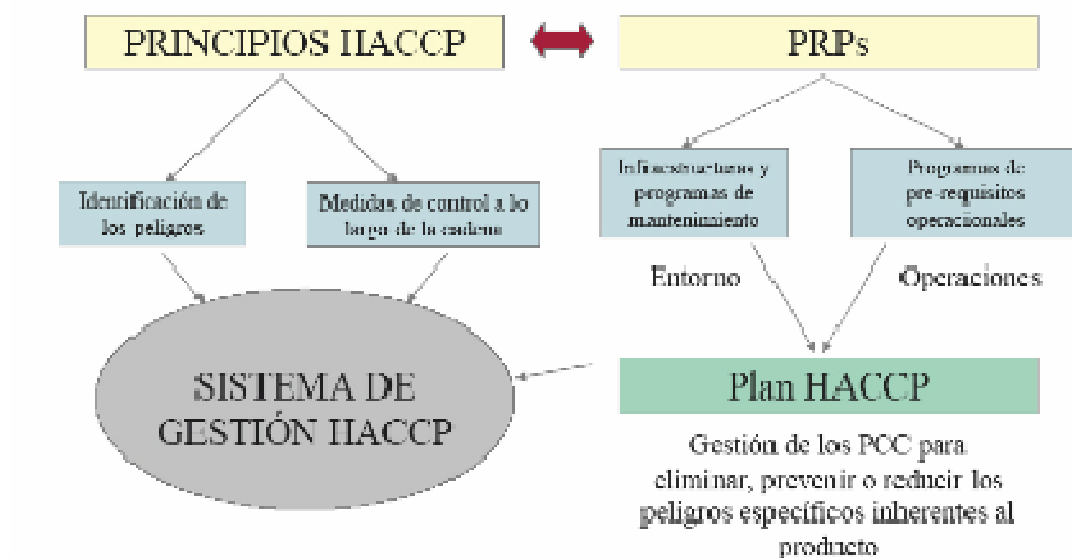 PRINCIPIOS HACCP
PRPs
Identificación de
los peligros
Medidas de control a lo
largo de la cadena
Infraestructuras y
programas de
mantenimiento
Programas de
pre-requisitos
operaciionales
Entorno
Operaciones
SISTEMA DE
GESTIÓN HACCP
Plan HACCP
Gestión de los PCC para
eliminar, prevenir o reducir los
peligros específicos inherentes al
producto